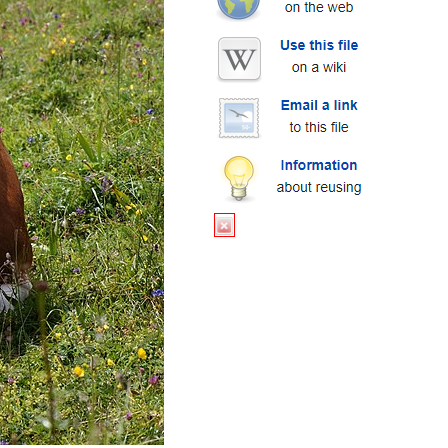 on the web
Use this file
W
on a wiki
Email a link
to this file
Information
about reusing